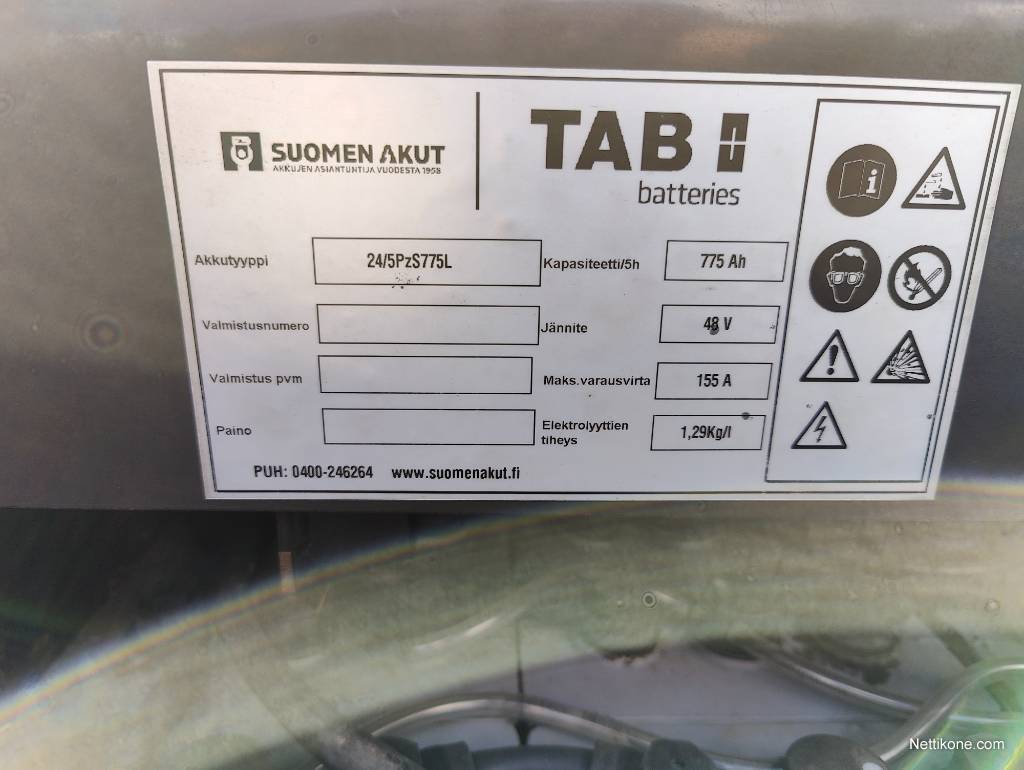 SUOMEN AKUT
AKKUJEN ASIANTUNTIJA VUODESTA 1958
TAB
batteries
Akkutyyppi 24/5PzS775L Kapasiteetti/5h 775 Ah
Valmistusnumero Jännite 48 V
Valmistus pvm Maks.varausvirta 155 A
Paino Elektrolyyttien
tiheys 1,29Kg/l
PUH: 0400-246264 www.suomenakut.fi
Nettikone.com